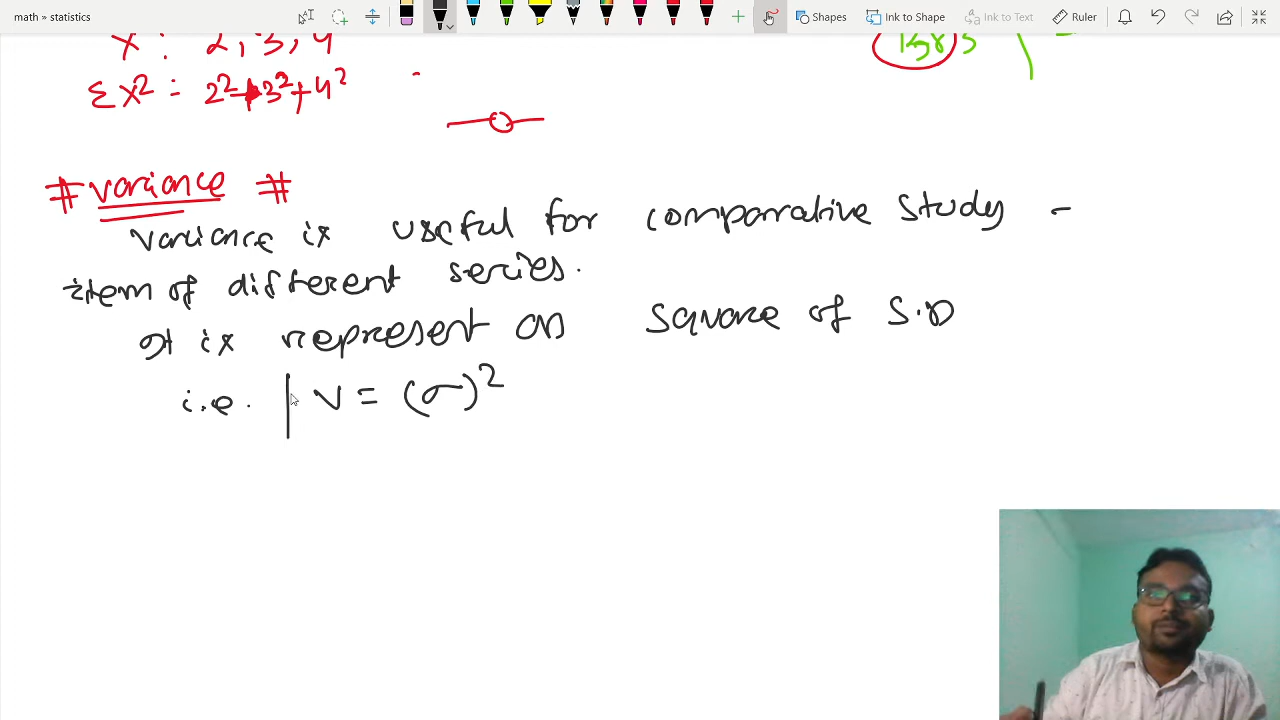 math » statistics
Shapes
Ink to Shape
Ink to Text
Ruler
X : 2, 3, 4
Σx² = 2² + 3² + 4²
# variance #
variance is useful for comparative study -
item of different series.
It is represent as square of S.D
i.e. | V = (σ)²